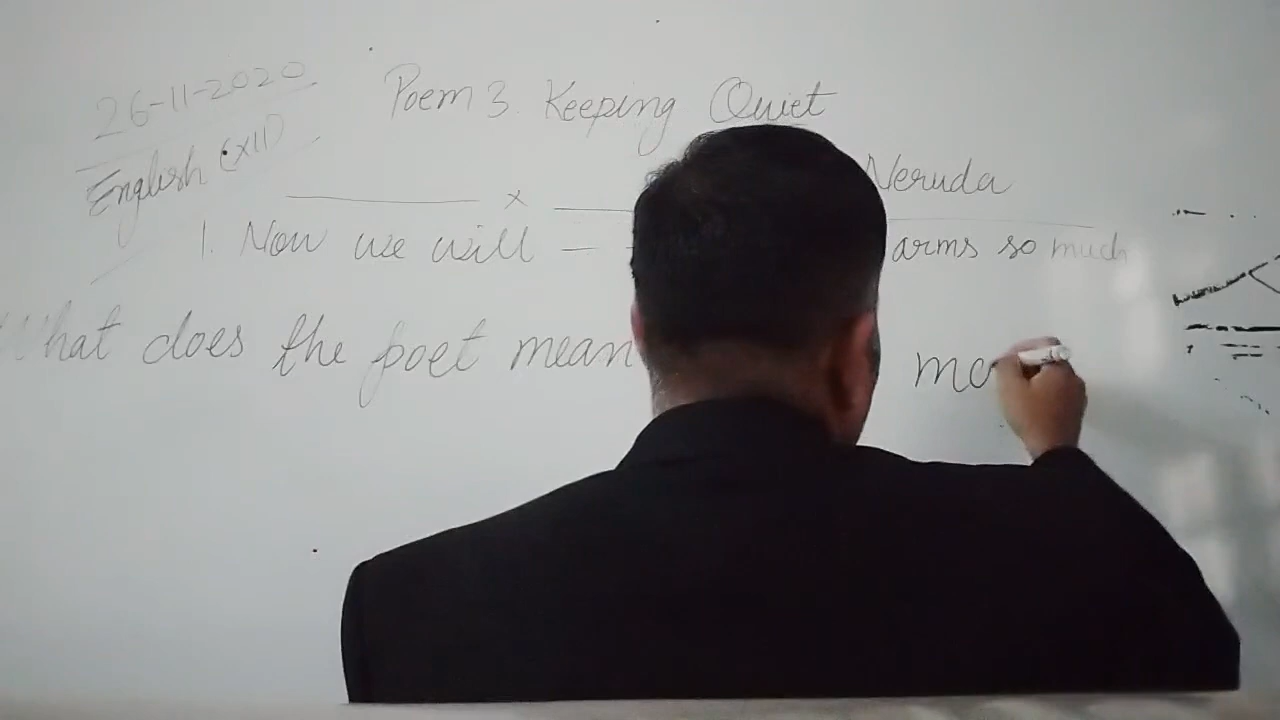 26-11-2020
Poem 3. Keeping Quiet
English (XII)
Neruda
x
1. Now we will — arms so much
What does the poet mean